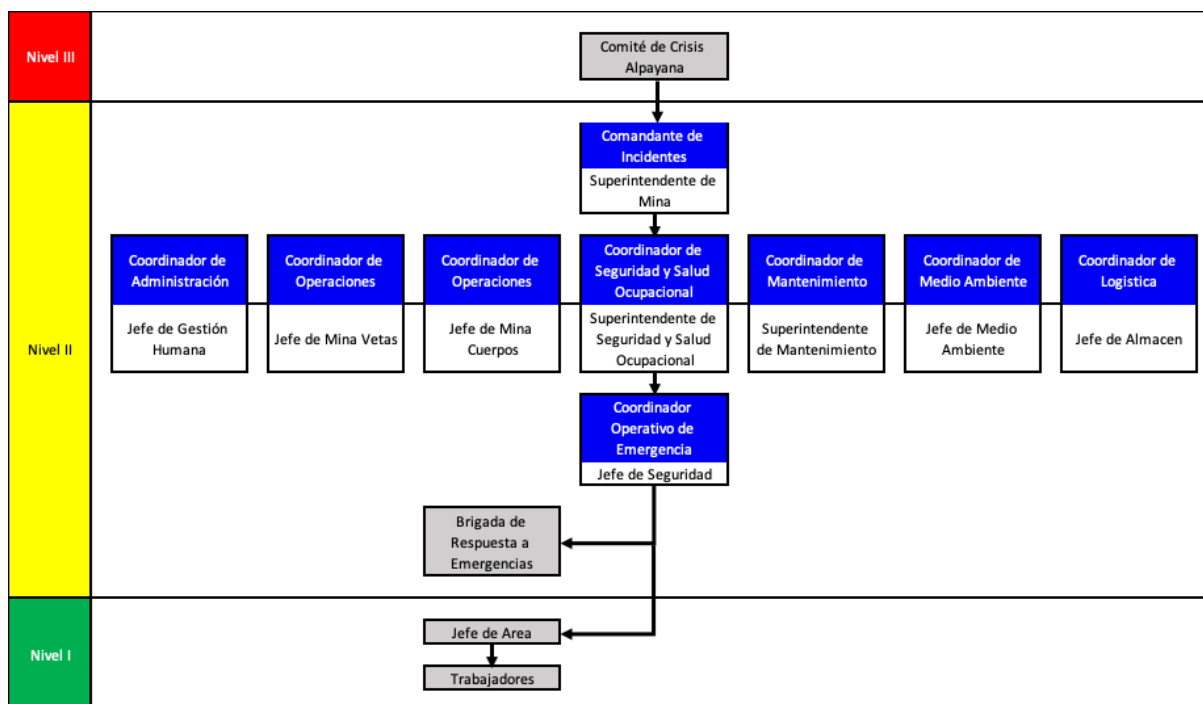 Nivel III
Comité de Crisis
Alpayana
Nivel II
Comandante de
Incidentes
Superintendente de
Mina
Coordinador de
Administración
Jefe de Gestión
Humana
Coordinador de
Operaciones
Jefe de Mina Vetas
Coordinador de
Operaciones
Jefe de Mina
Cuerpos
Coordinador de
Seguridad y Salud
Ocupacional
Superintendente de
Seguridad y Salud
Ocupacional
Coordinador de
Mantenimiento
Superintendente
de Mantenimiento
Coordinador de
Medio Ambiente
Jefe de Medio
Ambiente
Coordinador de
Logistica
Jefe de Almacen
Coordinador
Operativo de
Emergencia
Jefe de Seguridad
Brigada de
Respuesta a
Emergencias
Nivel I
Jefe de Area
Trabajadores